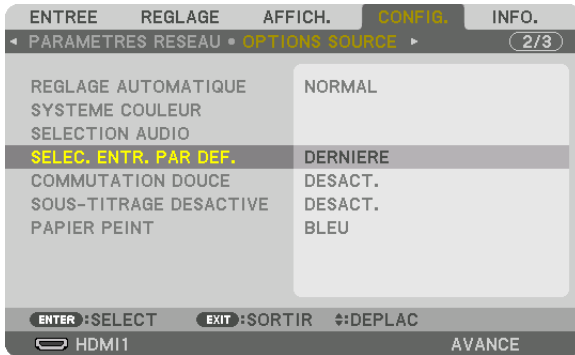 ENTREE REGLAGE AFFICH. CONFIG. INFO.
PARAMETRES RESEAU • OPTIONS SOURCE 2/3
REGLAGE AUTOMATIQUE NORMAL
SYSTEME COULEUR
SELECTION AUDIO
SELEC. ENTR. PAR DEF. DERNIERE
COMMUTATION DOUCE DESACT.
SOUS-TITRAGE DESACTIVE DESACT.
PAPIER PEINT BLEU
ENTER :SELECT EXIT :SORTIR :DEPLAC
HDMI1 AVANCE